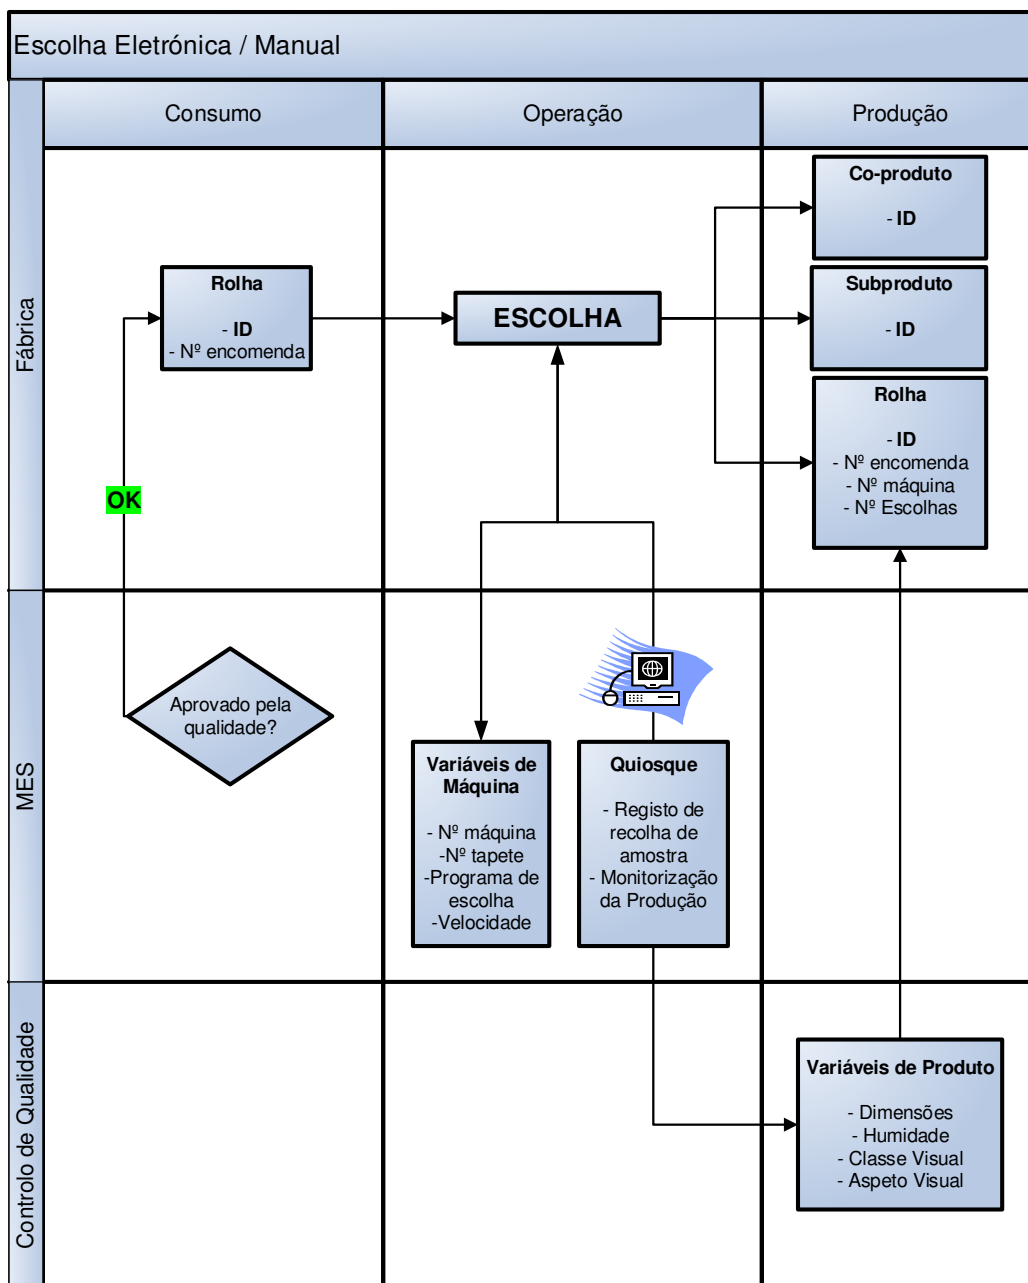 Escolha Eletrónica / Manual
Consumo
Operação
Produção
Fábrica
Co-produto
- ID
Rolha
- ID
- Nº encomenda
ESCOLHA
Subproduto
- ID
Rolha
- ID
- Nº encomenda
- Nº máquina
- Nº Escolhas
OK
MES
Aprovado pela
qualidade?
Variáveis de
Máquina
- Nº máquina
-Nº tapete
-Programa de
escolha
-Velocidade
Quiosque
- Registo de
recolha de
amostra
- Monitorização
da Produção
Controlo de Qualidade
Variáveis de Produto
- Dimensões
- Humidade
- Classe Visual
- Aspeto Visual